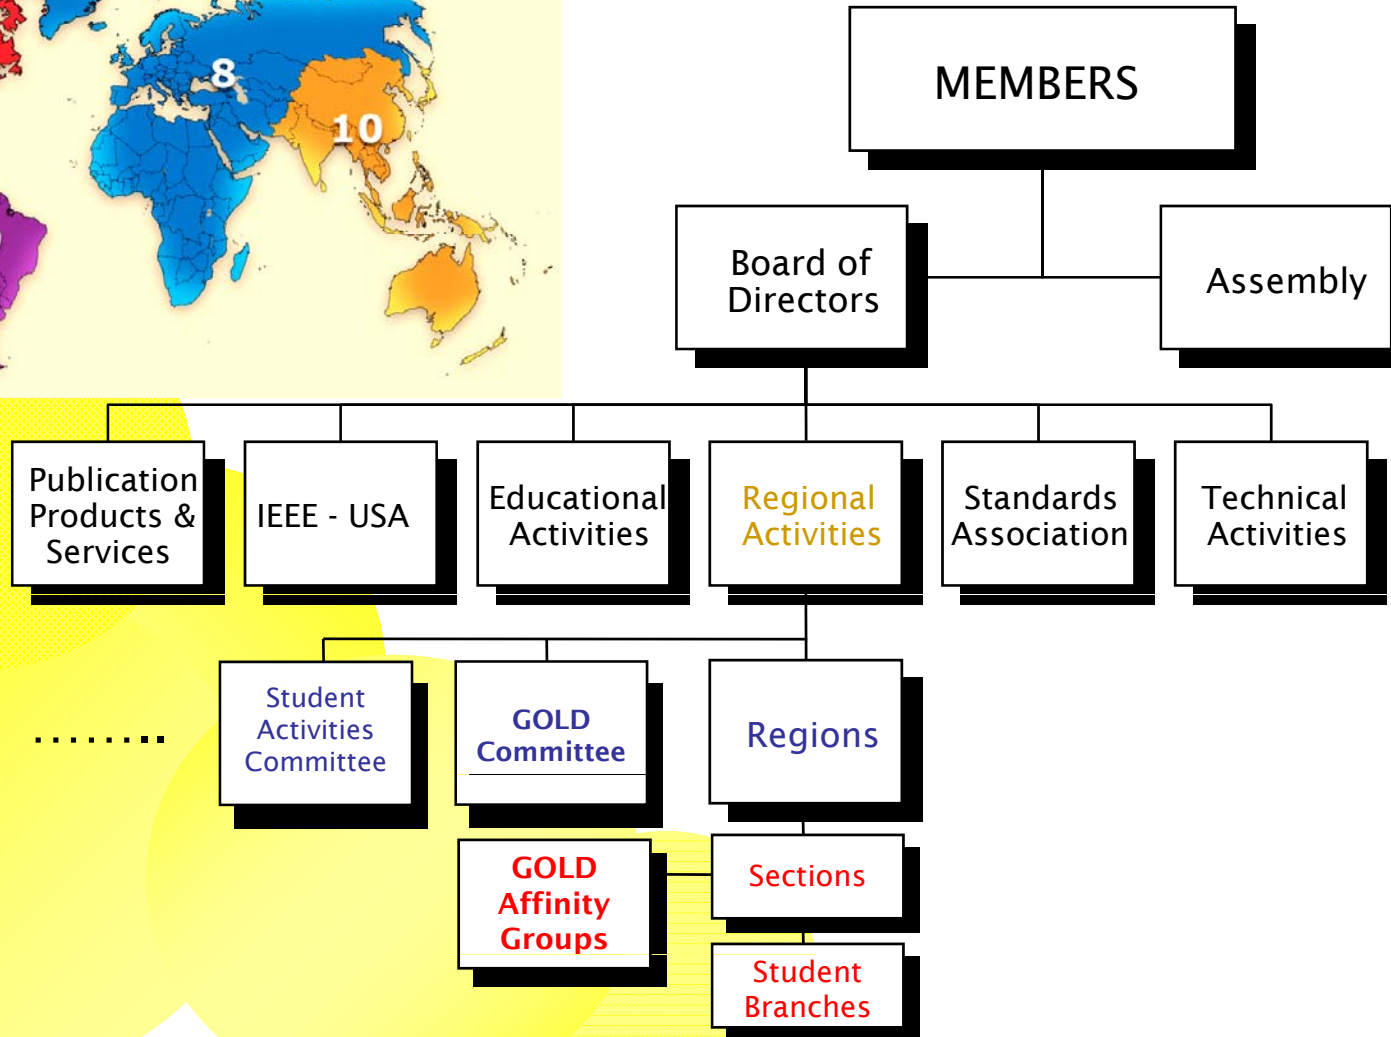 8
10
MEMBERS
Board of
Directors
Assembly
Publication
Products &
Services
IEEE - USA
Educational
Activities
Regional
Activities
Standards
Association
Technical
Activities
........
Student
Activities
Committee
GOLD
Committee
Regions
GOLD
Affinity
Groups
Sections
Student
Branches